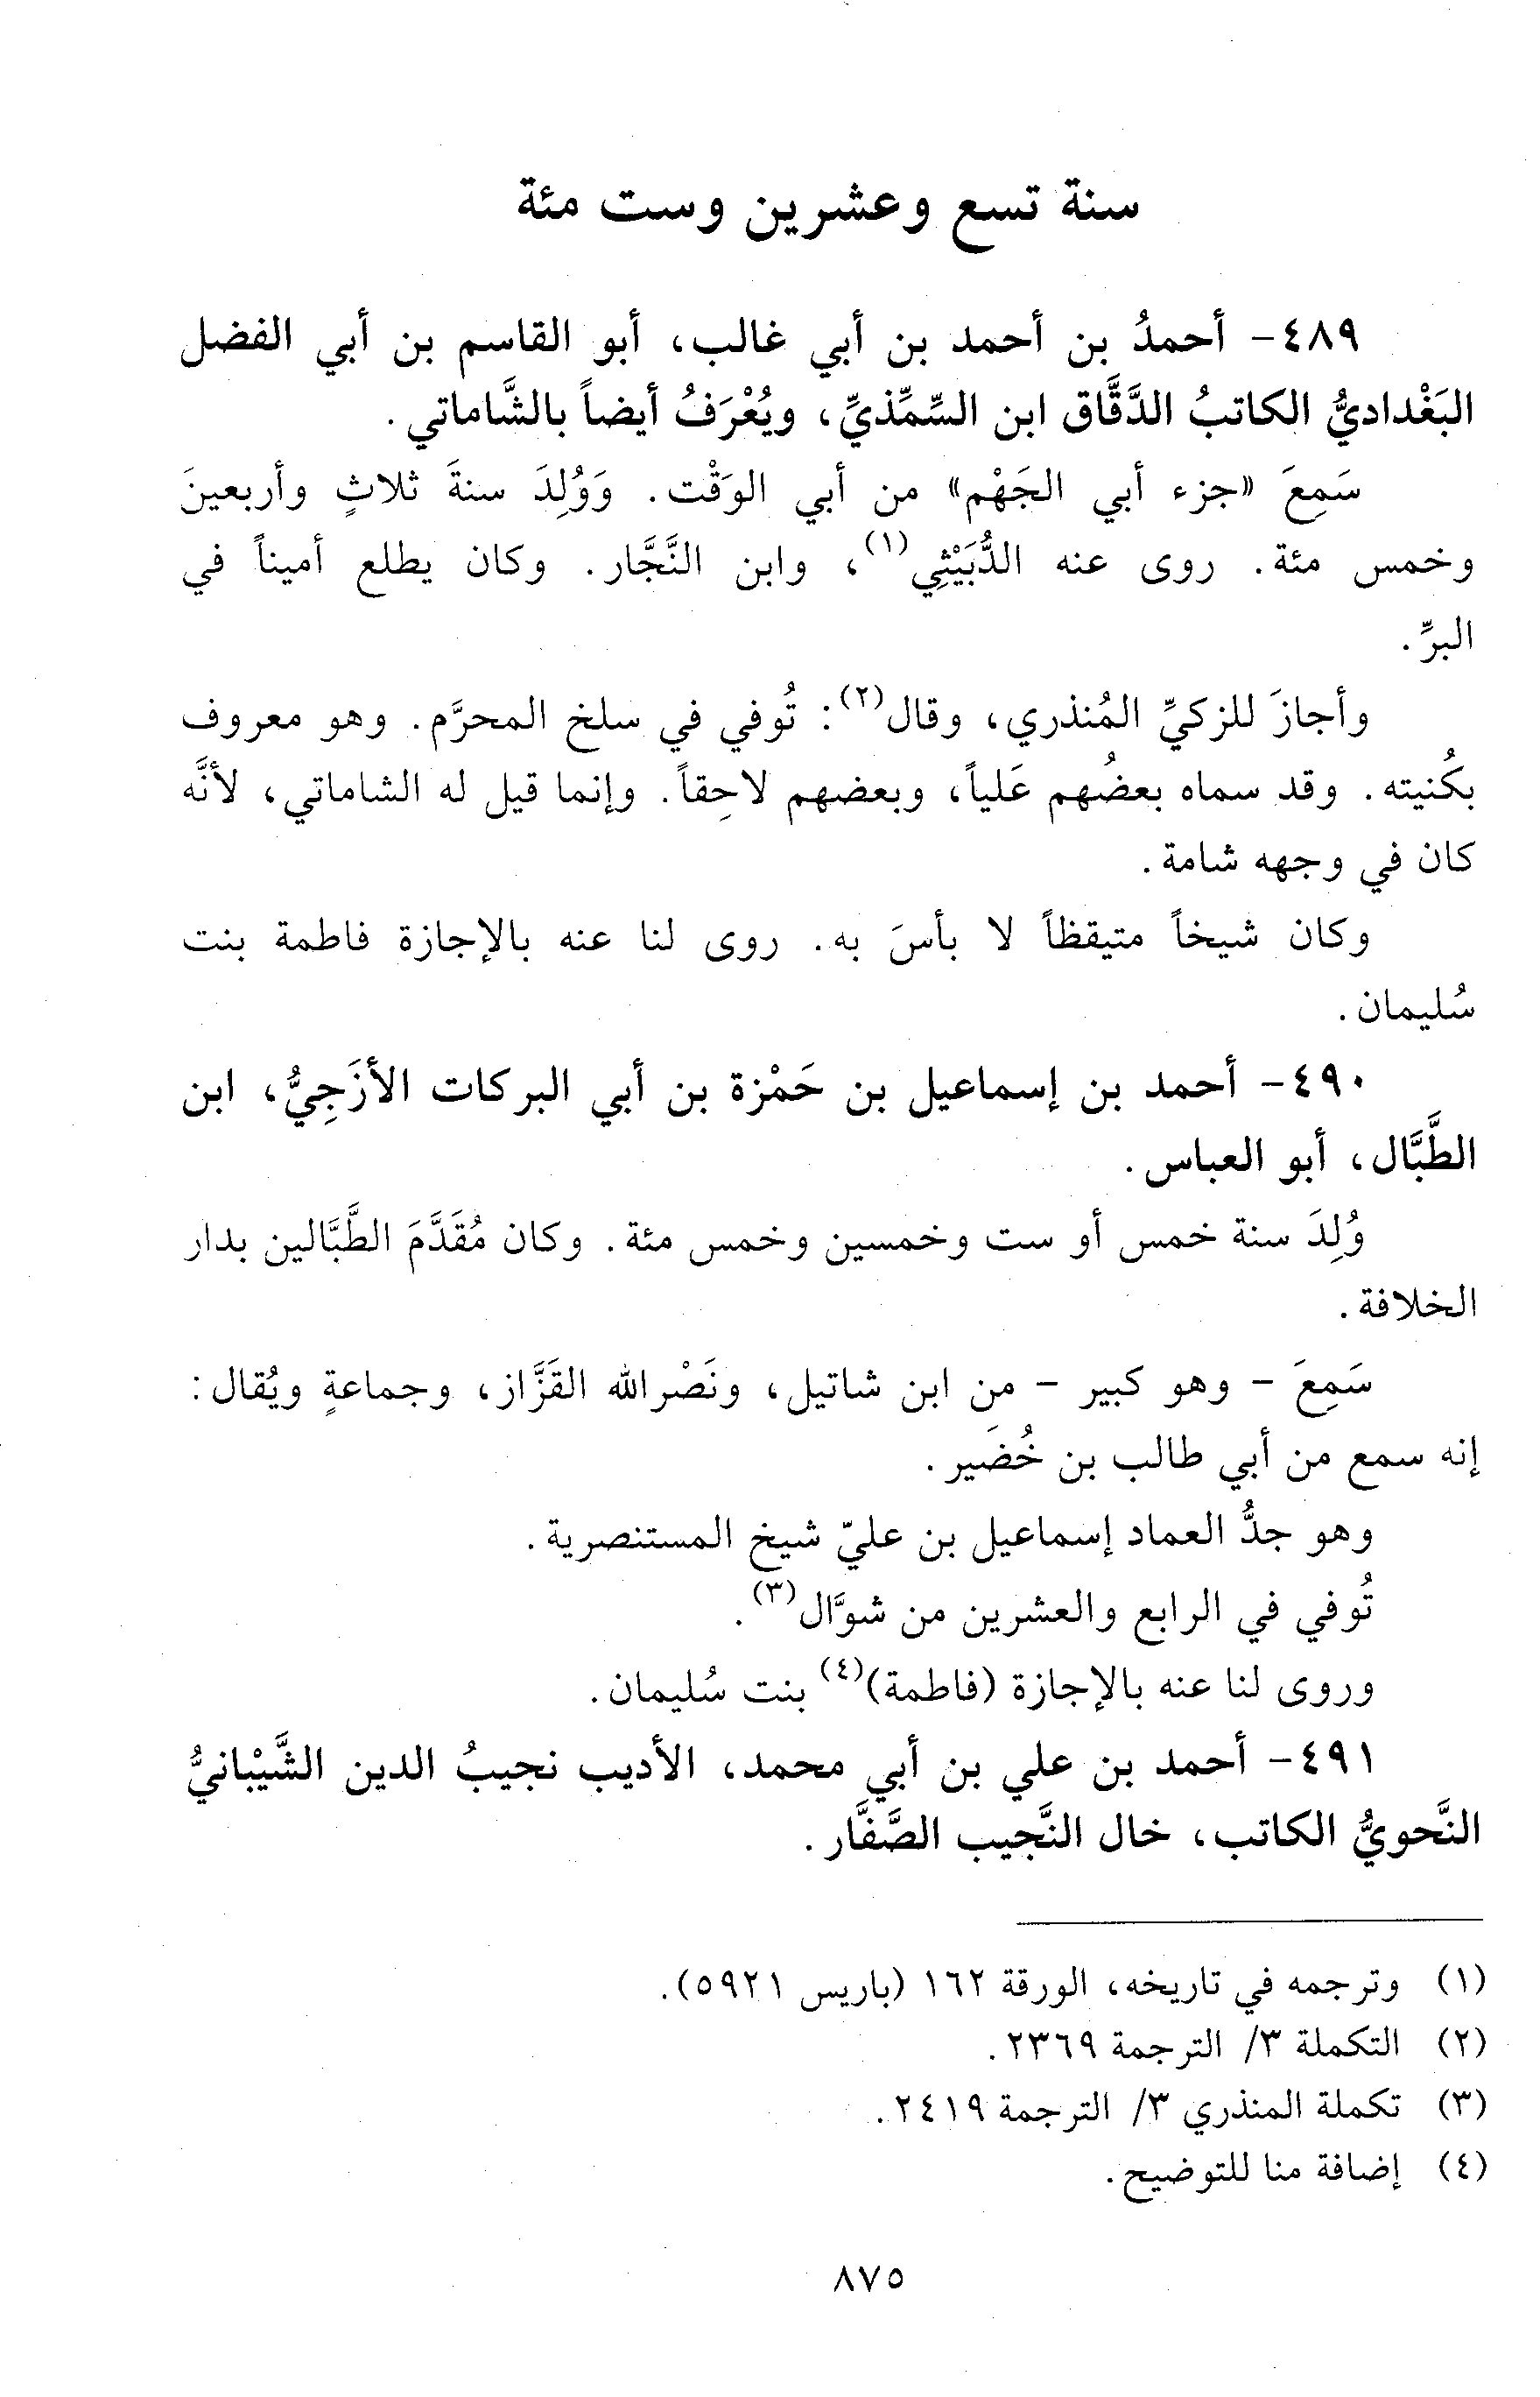 سنة تسع وعشرين وست مئة
٤٨٩- أحمدُ بن أحمد بن أبي غالب، أبو القاسم بن أبي الفضل
البَغْداديُّ الكاتبُ الدَّقَّاق ابن السِّمِّذيِّ، ويُعْرَفُ أيضاً بالشَّاماتي.
سَمِعَ «جزء أبي الجَهْم» من أبي الوَقْت. وَوُلِدَ سنةَ ثلاثٍ وأربعينَ
وخمس مئة. روى عنه الدُّبَيْثِي(١)، وابن النَّجَّار. وكان يطلع أميناً في
البرِّ.
وأجازَ للزكيِّ المُنذري، وقال(٢): تُوفي في سلخ المحرَّم. وهو معروف
بكُنيته. وقد سماه بعضُهم عَلياً، وبعضهم لاحِقاً. وإنما قيل له الشاماتي، لأنَّه
كان في وجهه شامة.
وكان شيخاً متيقظاً لا بأسَ به. روى لنا عنه بالإجازة فاطمة بنت
سُليمان.
٤٩٠- أحمد بن إسماعيل بن حَمْزة بن أبي البركات الأزَجِيُّ، ابن
الطَّبَّال، أبو العباس.
وُلِدَ سنة خمس أو ست وخمسين وخمس مئة. وكان مُقَدَّمَ الطَّبَّالين بدار
الخلافة.
سَمِعَ - وهو كبير - من ابن شاتيل، ونَصْرالله القَزَّاز، وجماعةٍ ويُقال:
إنه سمع من أبي طالب بن خُضَير.
وهو جدُّ العماد إسماعيل بن عليّ شيخ المستنصرية.
تُوفي في الرابع والعشرين من شوَّال(٣).
وروى لنا عنه بالإجازة (فاطمة)(٤) بنت سُليمان.
٤٩١- أحمد بن علي بن أبي محمد، الأديب نجيبُ الدين الشَّيْبانيُّ
النَّحويُّ الكاتب، خال النَّجيب الصَّفَّار.
(١) وترجمه في تاريخه، الورقة ١٦٢ (باريس ٥٩٢١).
(٢) التكملة ٣/ الترجمة ٢٣٦٩.
(٣) تكملة المنذري ٣/ الترجمة ٢٤١٩.
(٤) إضافة منا للتوضيح.
٨٧٥